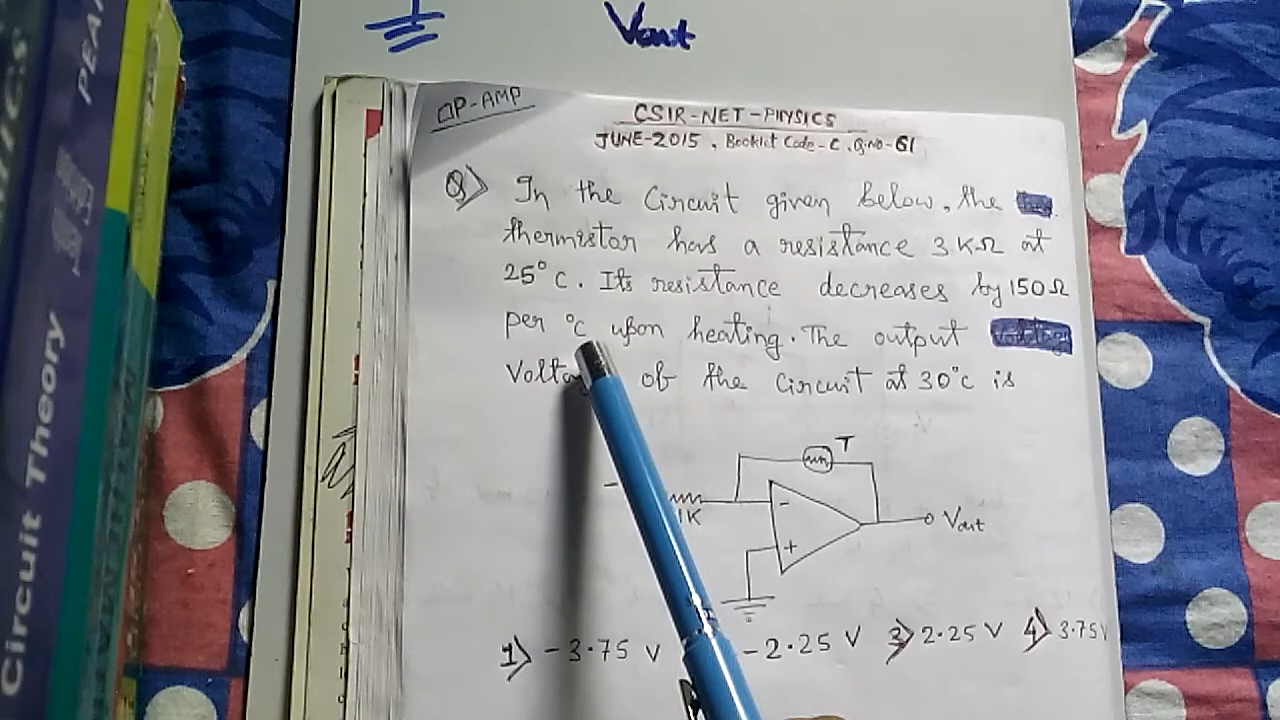 Vout
OP-AMP
CSIR-NET-PHYSICS
JUNE-2015, Booklet Code-C, Q.NO-61
Q) In the Circuit given below, the
thermistor has a resistance 3 KΩ at
25°C. Its resistance decreases by 150Ω
per °C upon heating. The output
Voltag of the circuit at 30°C is
T
1K
-
+
Vout
1) -3.75 V -2.25 V 3) 2.25 V 4) 3.75V
Circuit Theory
PEA